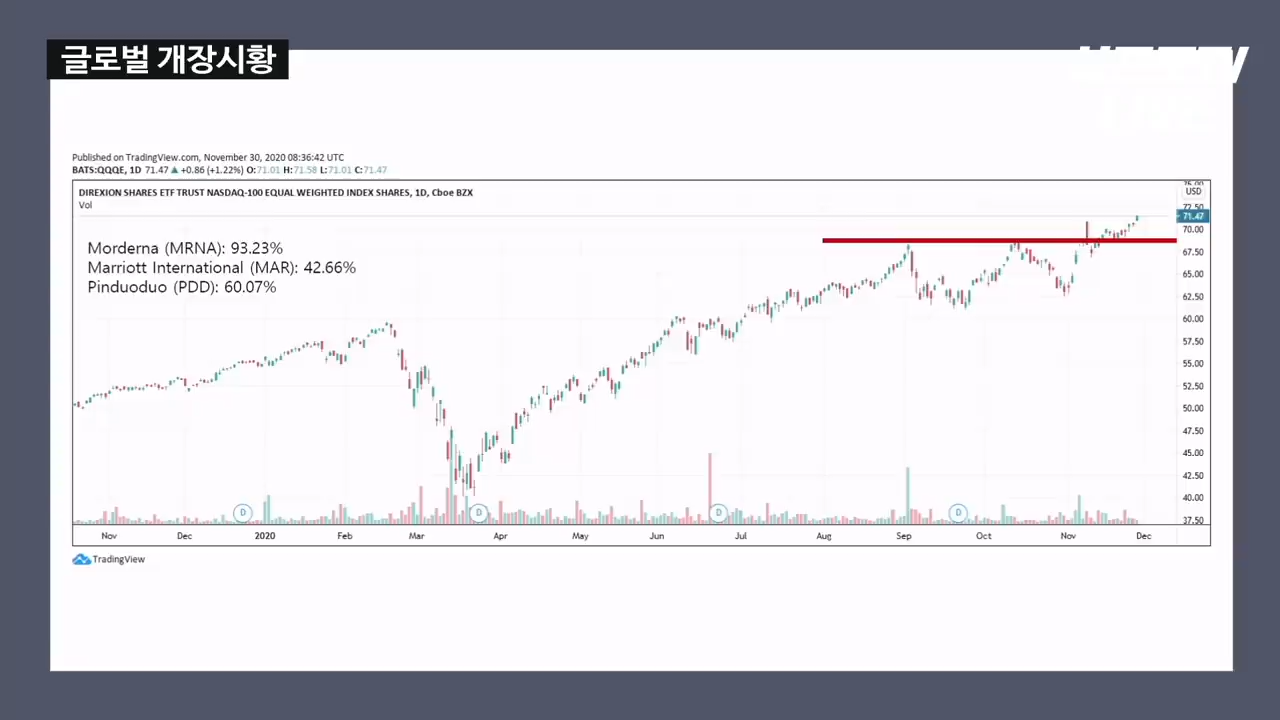 글로벌 개장시황
Published on TradingView.com, November 30, 2020 08:36:42 UTC
BATS:QQQE, 1D 71.47 ▲ +0.86 (+1.22%) O:71.01 H:71.58 L:71.01 C:71.47
DIREXION SHARES ETF TRUST NASDAQ-100 EQUAL WEIGHTED INDEX SHARES, 1D, Cboe BZX
Vol
Morderna (MRNA): 93.23%
Marriott International (MAR): 42.66%
Pinduoduo (PDD): 60.07%
75.00
USD
72.50
71.47
70.00
67.50
65.00
62.50
60.00
57.50
55.00
52.50
50.00
47.50
45.00
42.50
40.00
37.50
D D D D
Nov Dec 2020 Feb Mar Apr May Jun Jul Aug Sep Oct Nov Dec
TradingView